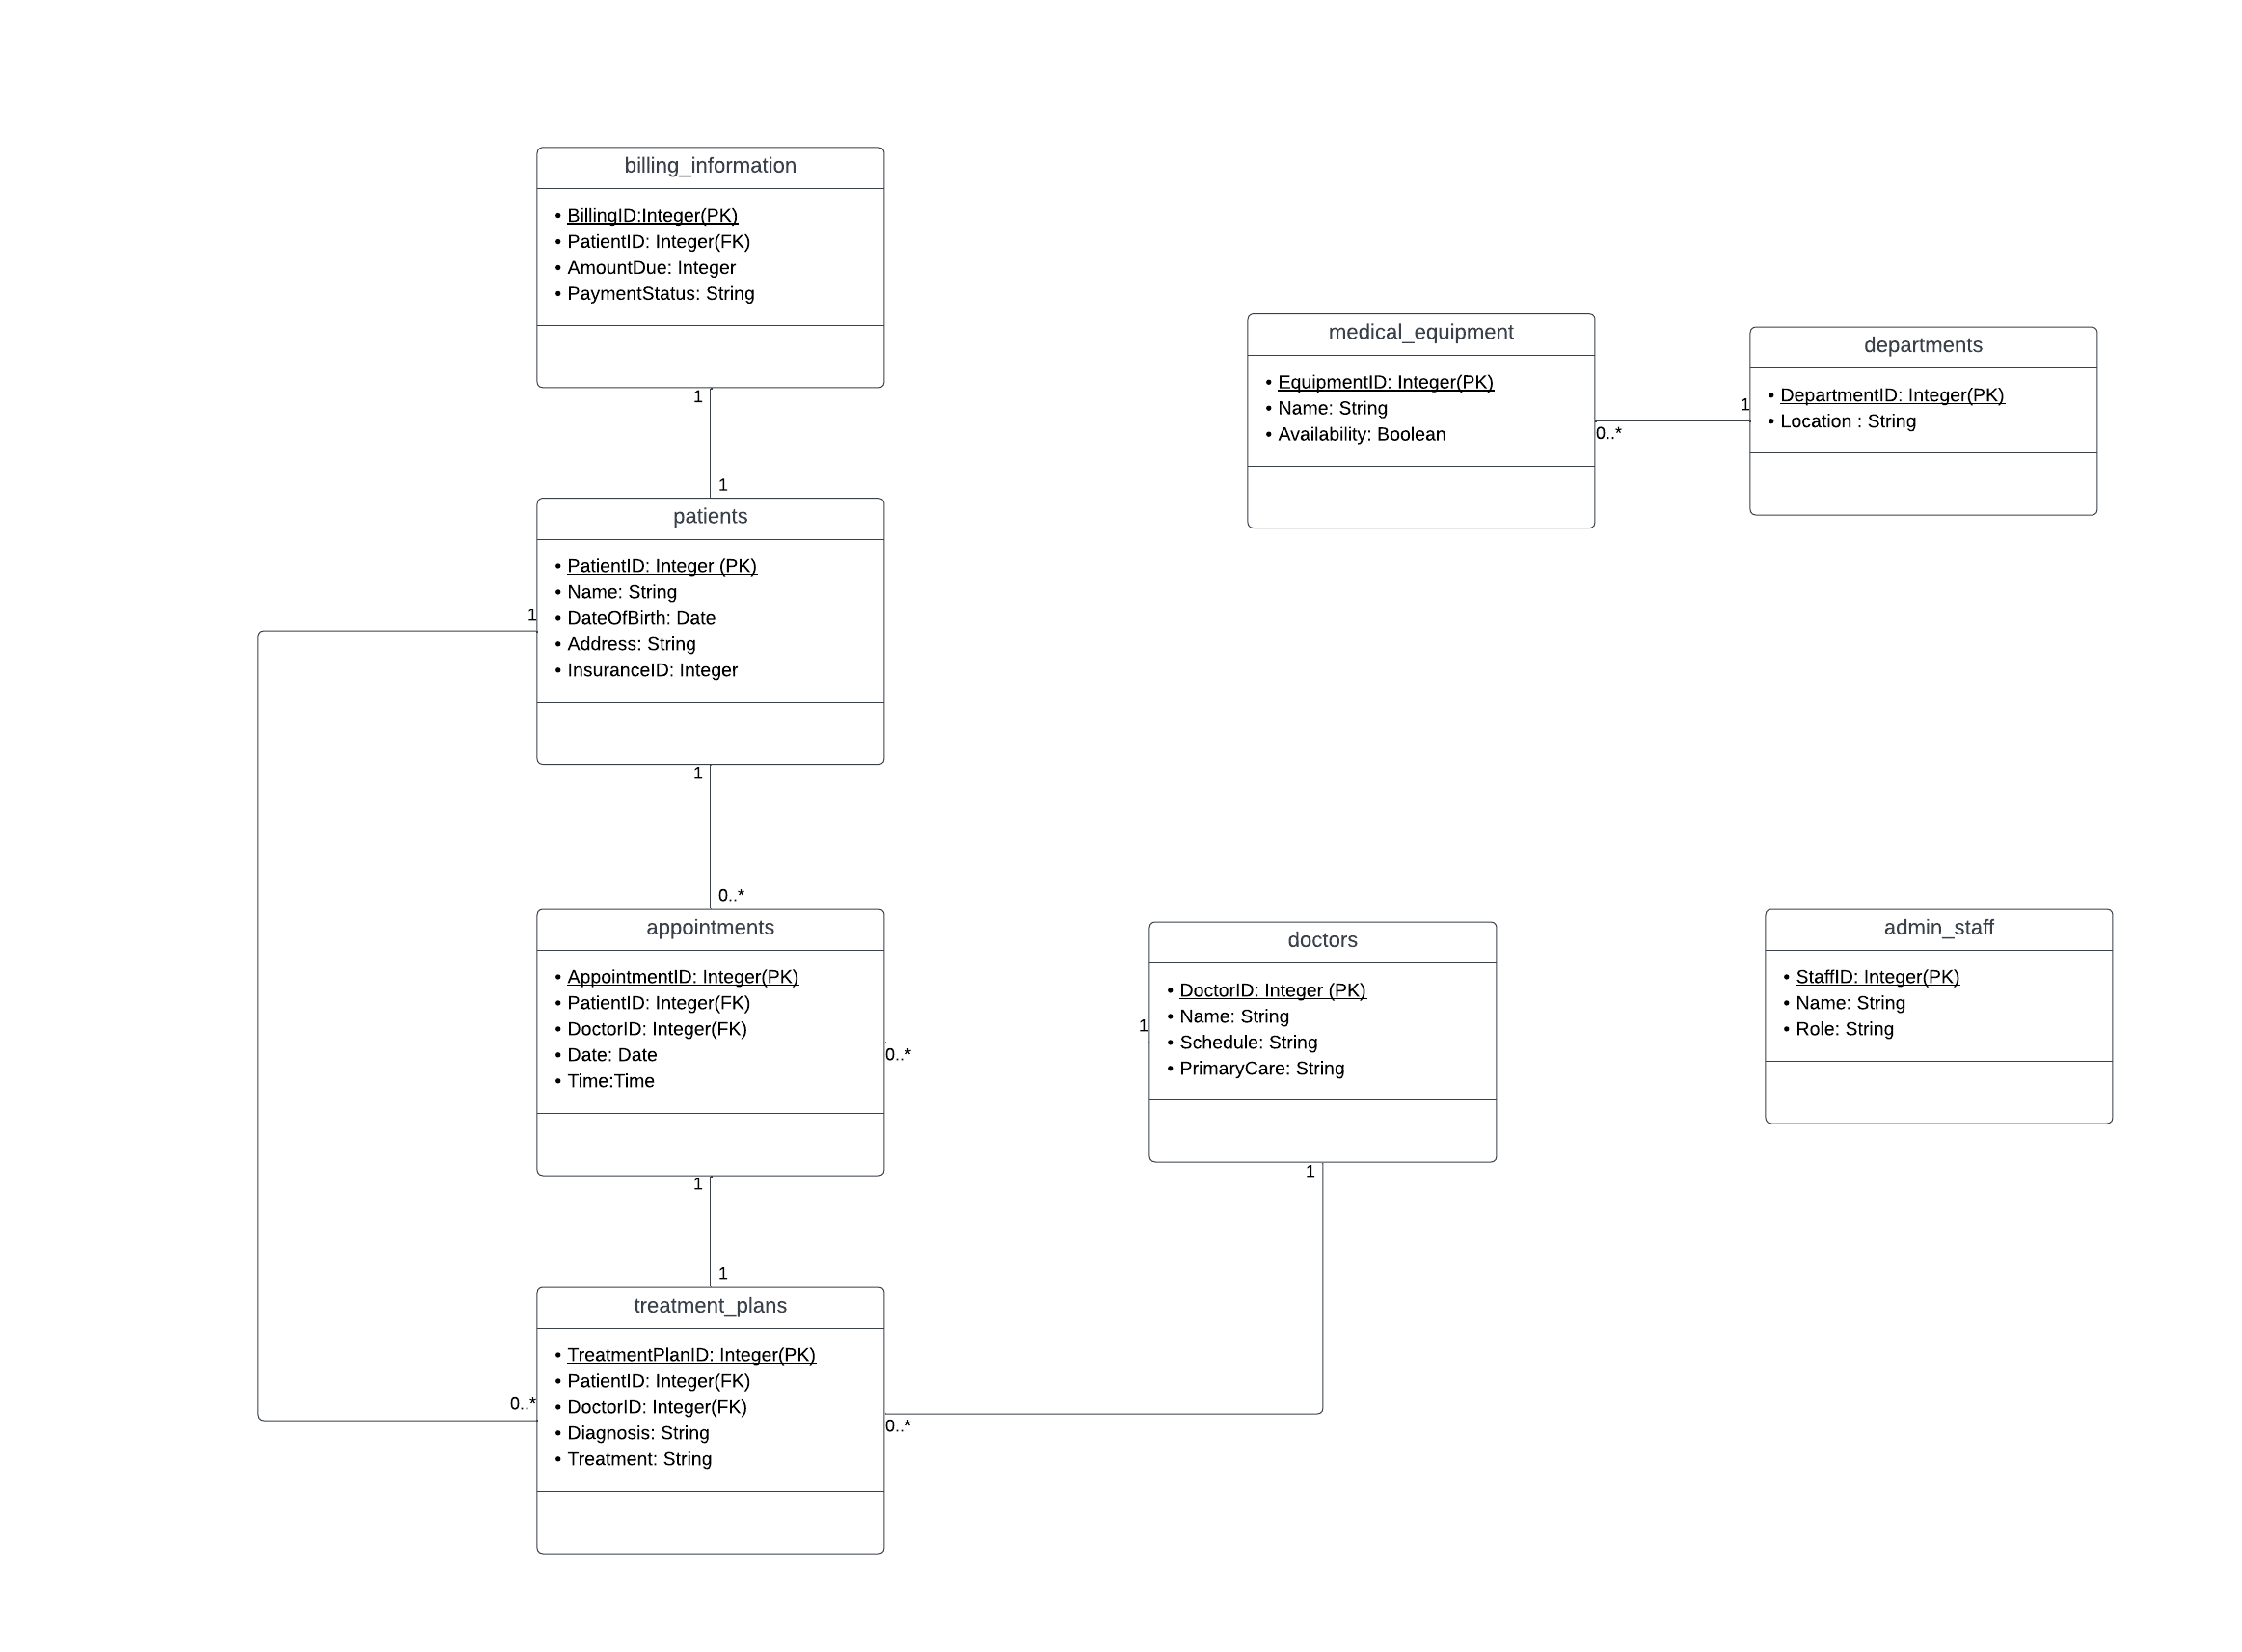 billing_information
• BillingID:Integer(PK)
• PatientID: Integer(FK)
• AmountDue: Integer
• PaymentStatus: String
1
1
patients
• PatientID: Integer (PK)
• Name: String
• DateOfBirth: Date
• Address: String
• InsuranceID: Integer
1
1
0..*
appointments
• AppointmentID: Integer(PK)
• PatientID: Integer(FK)
• DoctorID: Integer(FK)
• Date: Date
• Time:Time
0..*
1
1
1
treatment_plans
• TreatmentPlanID: Integer(PK)
• PatientID: Integer(FK)
• DoctorID: Integer(FK)
• Diagnosis: String
• Treatment: String
0..*
0..*
doctors
• DoctorID: Integer (PK)
• Name: String
• Schedule: String
• PrimaryCare: String
1
medical_equipment
• EquipmentID: Integer(PK)
• Name: String
• Availability: Boolean
0..*
1
departments
• DepartmentID: Integer(PK)
• Location : String
admin_staff
• StaffID: Integer(PK)
• Name: String
• Role: String